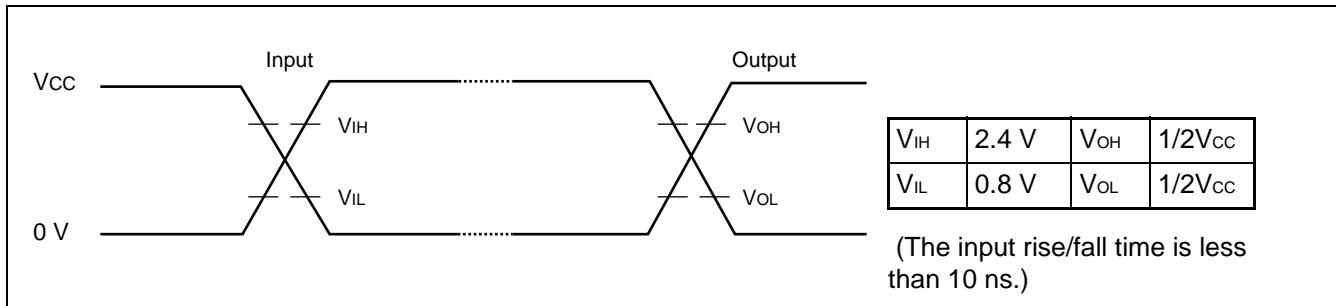 Input
Output
VCC
VIH
VOH
VIL
VOL
0 V
VIH 2.4 V VOH 1/2VCC
VIL 0.8 V VOL 1/2VCC
(The input rise/fall time is less
than 10 ns.)